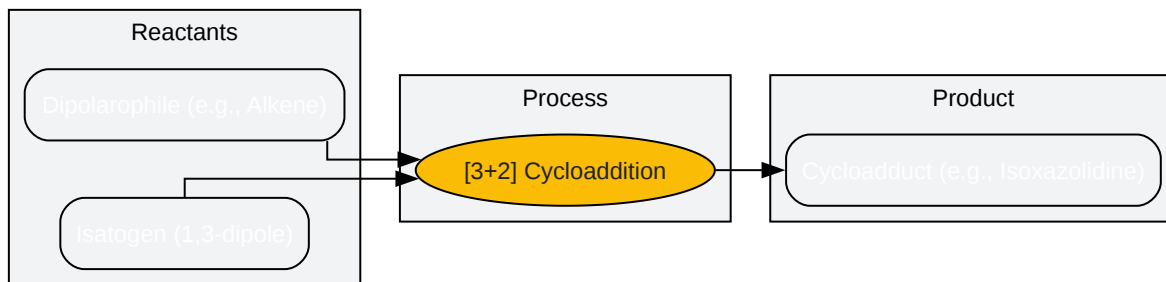 Reactants
Dipolarophile (e.g., Alkene)
Isatogen (1,3-dipole)
Process
[3+2] Cycloaddition
Product
Cycloadduct (e.g., Isoxazolidine)